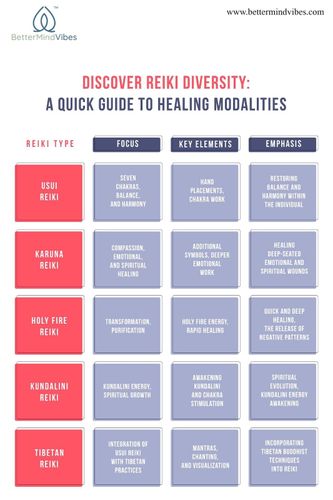 www.bettermindvibes.com
BetterMindVibes™
DISCOVER REIKI DIVERSITY:
A QUICK GUIDE TO HEALING MODALITIES
REIKI TYPE
FOCUS
KEY ELEMENTS
EMPHASIS
USUI
REIKI
SEVEN
CHAKRAS,
BALANCE,
AND HARMONY
HAND
PLACEMENTS,
CHAKRA WORK
RESTORING
BALANCE AND
HARMONY WITHIN
THE INDIVIDUAL
KARUNA
REIKI
COMPASSION,
EMOTIONAL,
AND SPIRITUAL
HEALING
ADDITIONAL
SYMBOLS, DEEPER
EMOTIONAL
WORK
HEALING
DEEP-SEATED
EMOTIONAL AND
SPIRITUAL WOUNDS
HOLY FIRE
REIKI
TRANSFORMATION,
PURIFICATION
HOLY FIRE ENERGY,
RAPID HEALING
QUICK AND DEEP
HEALING,
THE RELEASE OF
NEGATIVE PATTERNS
KUNDALINI
REIKI
KUNDALINI ENERGY,
SPIRITUAL GROWTH
AWAKENING
KUNDALINI
AND CHAKRA
STIMULATION
SPIRITUAL
EVOLUTION,
KUNDALINI ENERGY
AWAKENING
TIBETAN
REIKI
INTEGRATION OF
USUI REIKI
WITH TIBETAN
PRACTICES
MANTRAS,
CHANTING,
AND VISUALIZATION
INCORPORATING
TIBETAN BUDDHIST
TECHNIQUES
INTO REIKI